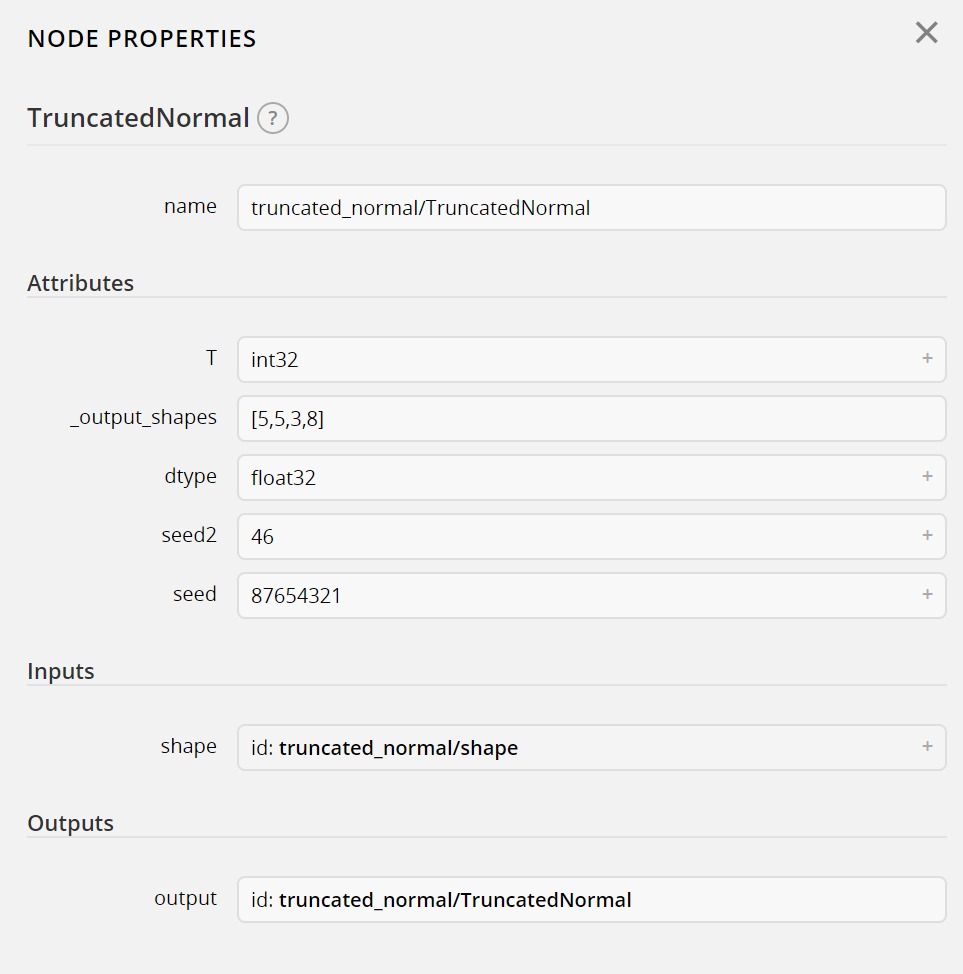 NODE PROPERTIES
TruncatedNormal ?
name truncated_normal/TruncatedNormal
Attributes
T int32 +
_output_shapes [5,5,3,8]
dtype float32 +
seed2 46 +
seed 87654321 +
Inputs
shape id: truncated_normal/shape +
Outputs
output id: truncated_normal/TruncatedNormal